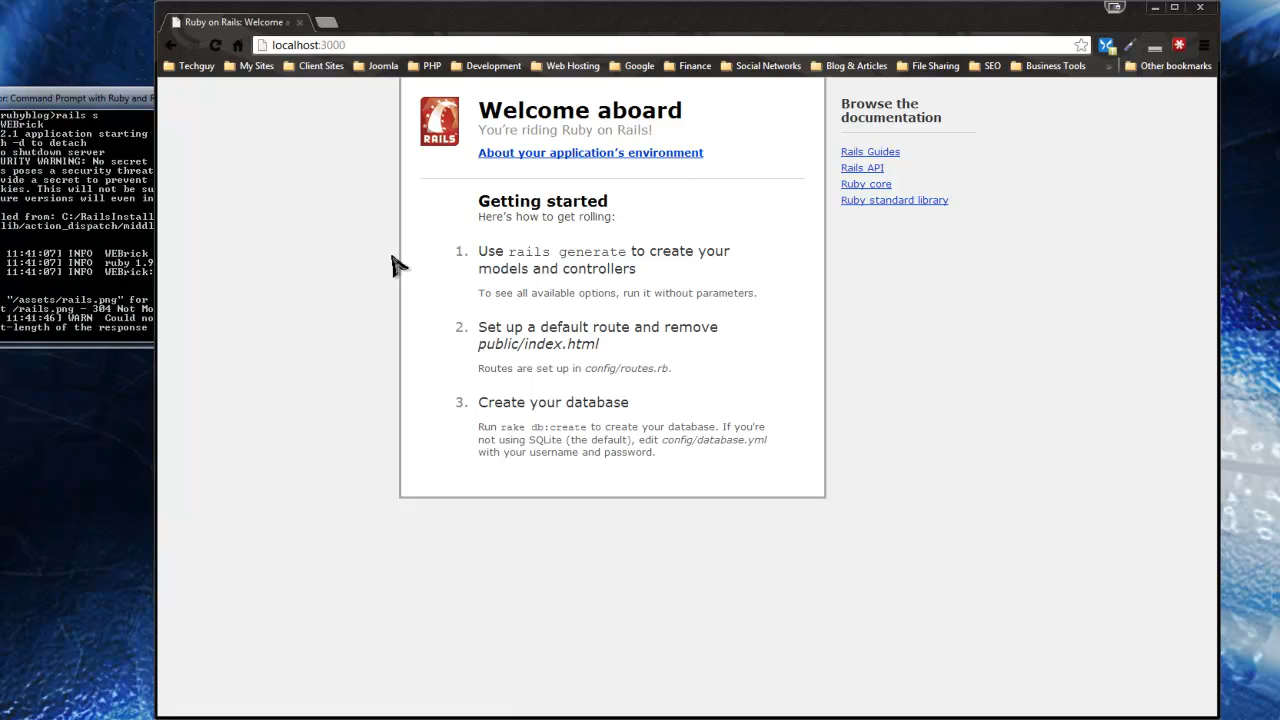 Ruby on Rails: Welcome a
localhost:3000
Techguy
My Sites
Client Sites
Joomla
PHP
Development
Web Hosting
Google
Finance
Social Networks
Blog & Articles
File Sharing
SEO
Business Tools
»
Other bookmarks
or: Command Prompt with Ruby and R
rubyblog>rails s
WEBrick
2.1 application starting
h -d to detach
o shutdown server
URITY WARNING: No secret
s poses a security threat
vide a secret to prevent
kies. This will not be su
ure versions will even in
led from: C:/RailsInstall
lib/action_dispatch/middl
11:41:07] INFO  WEBrick
11:41:07] INFO  ruby 1.9
11:41:07] INFO  WEBrick:
"/assets/rails.png" for
t /rails.png - 304 Not Mo
11:41:46] WARN  Could no
t-length of the response
RAILS
Welcome aboard
You’re riding Ruby on Rails!
About your application’s environment
Getting started
Here’s how to get rolling:
1. Use rails generate to create your
models and controllers
To see all available options, run it without parameters.
2. Set up a default route and remove
public/index.html
Routes are set up in config/routes.rb.
3. Create your database
Run rake db:create to create your database. If you're
not using SQLite (the default), edit config/database.yml
with your username and password.
Browse the
documentation
Rails Guides
Rails API
Ruby core
Ruby standard library